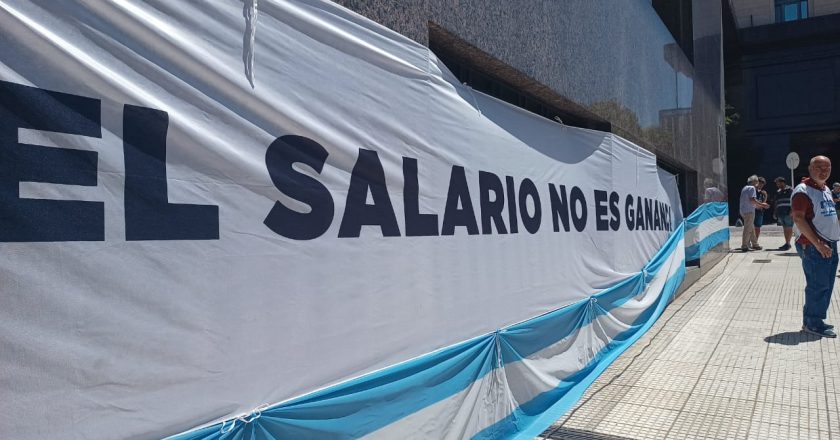 EL SALARIO NO ES GANANC